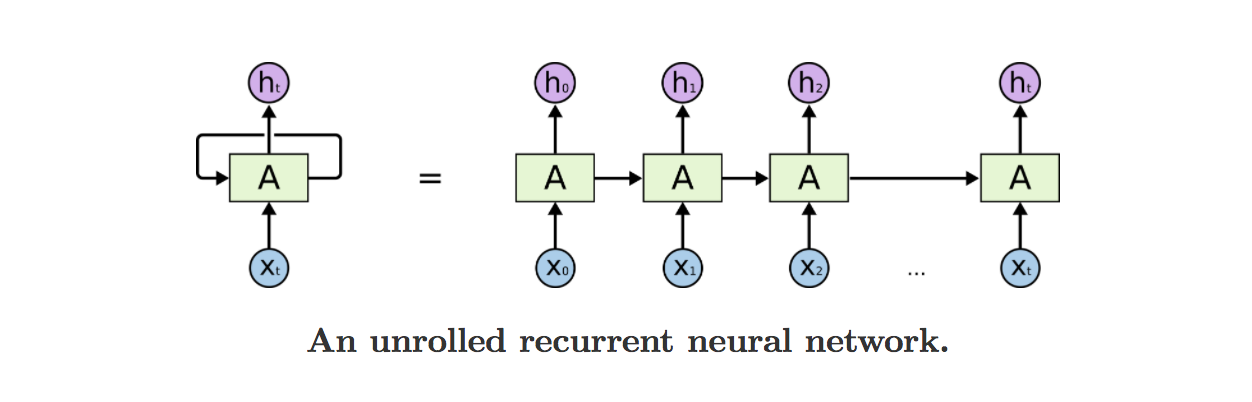 hₜ h₀ h₁ h₂ hₜ
A = A A A A
xₜ x₀ x₁ x₂ ... xₜ
An unrolled recurrent neural network.